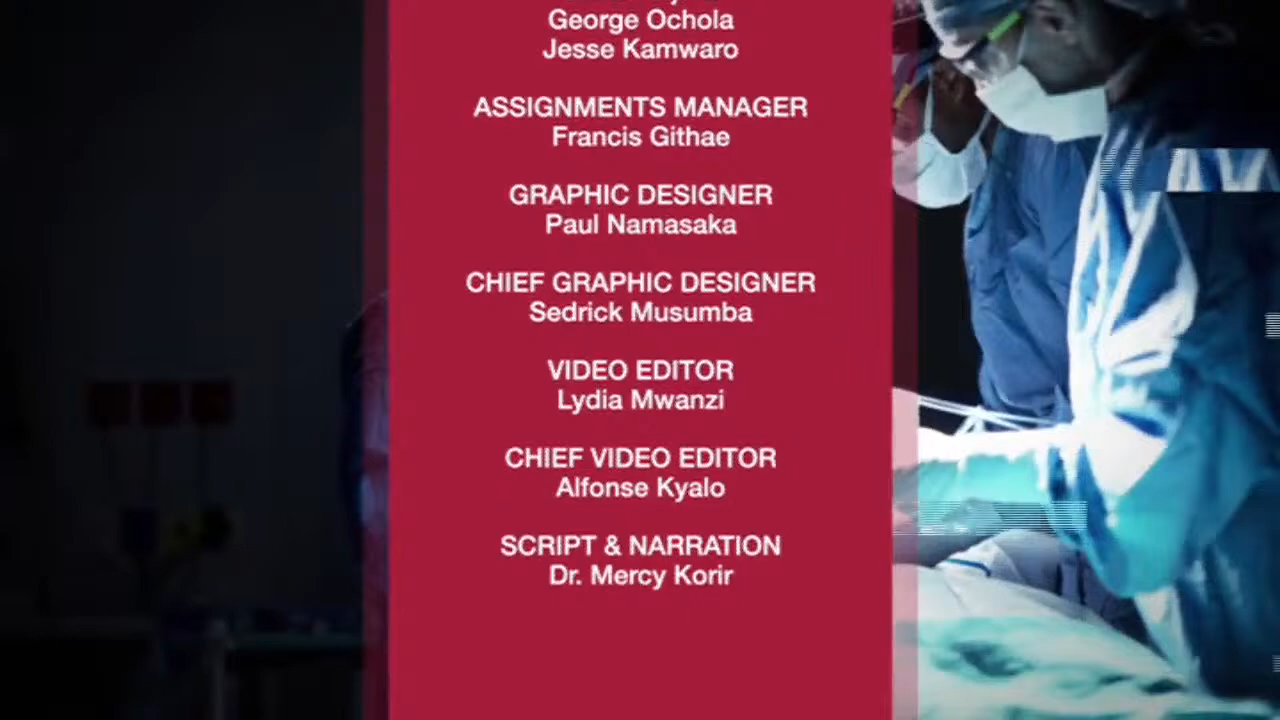 George Ochola
Jesse Kamwaro
ASSIGNMENTS MANAGER
Francis Githae
GRAPHIC DESIGNER
Paul Namasaka
CHIEF GRAPHIC DESIGNER
Sedrick Musumba
VIDEO EDITOR
Lydia Mwanzi
CHIEF VIDEO EDITOR
Alfonse Kyalo
SCRIPT & NARRATION
Dr. Mercy Korir